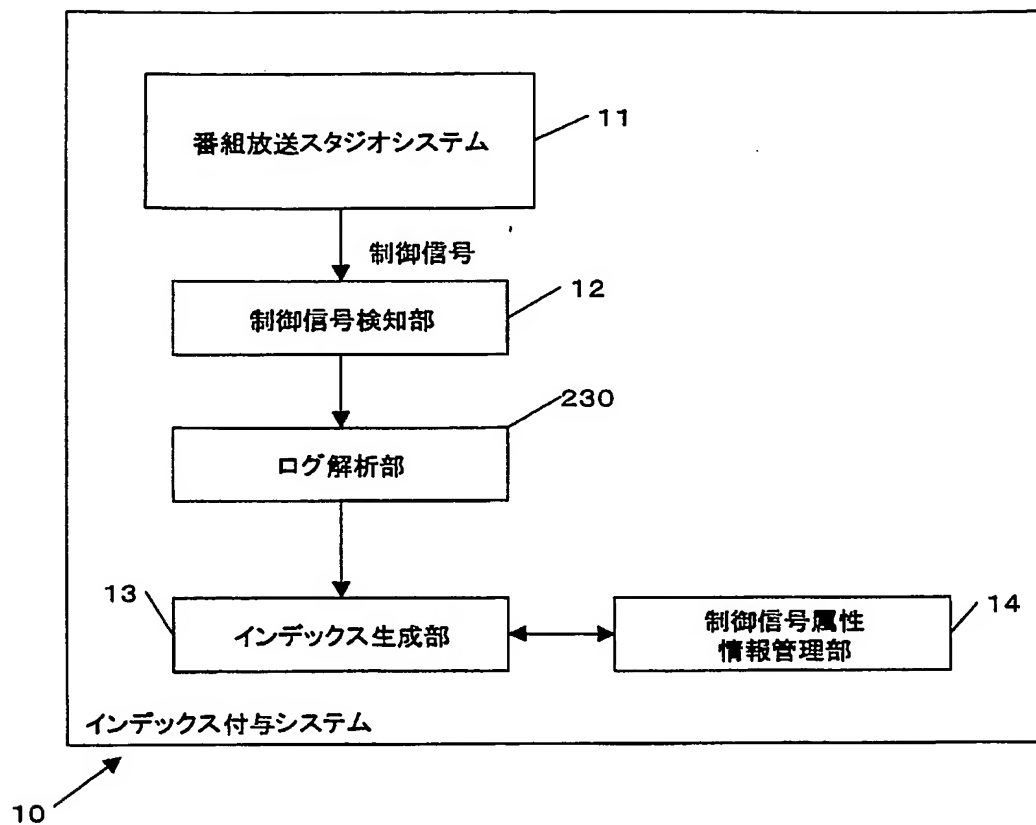 番組放送スタジオシステム
11
制御信号
制御信号検知部
12
230
ログ解析部
13
インデックス生成部
制御信号属性
情報管理部
14
インデックス付与システム
10